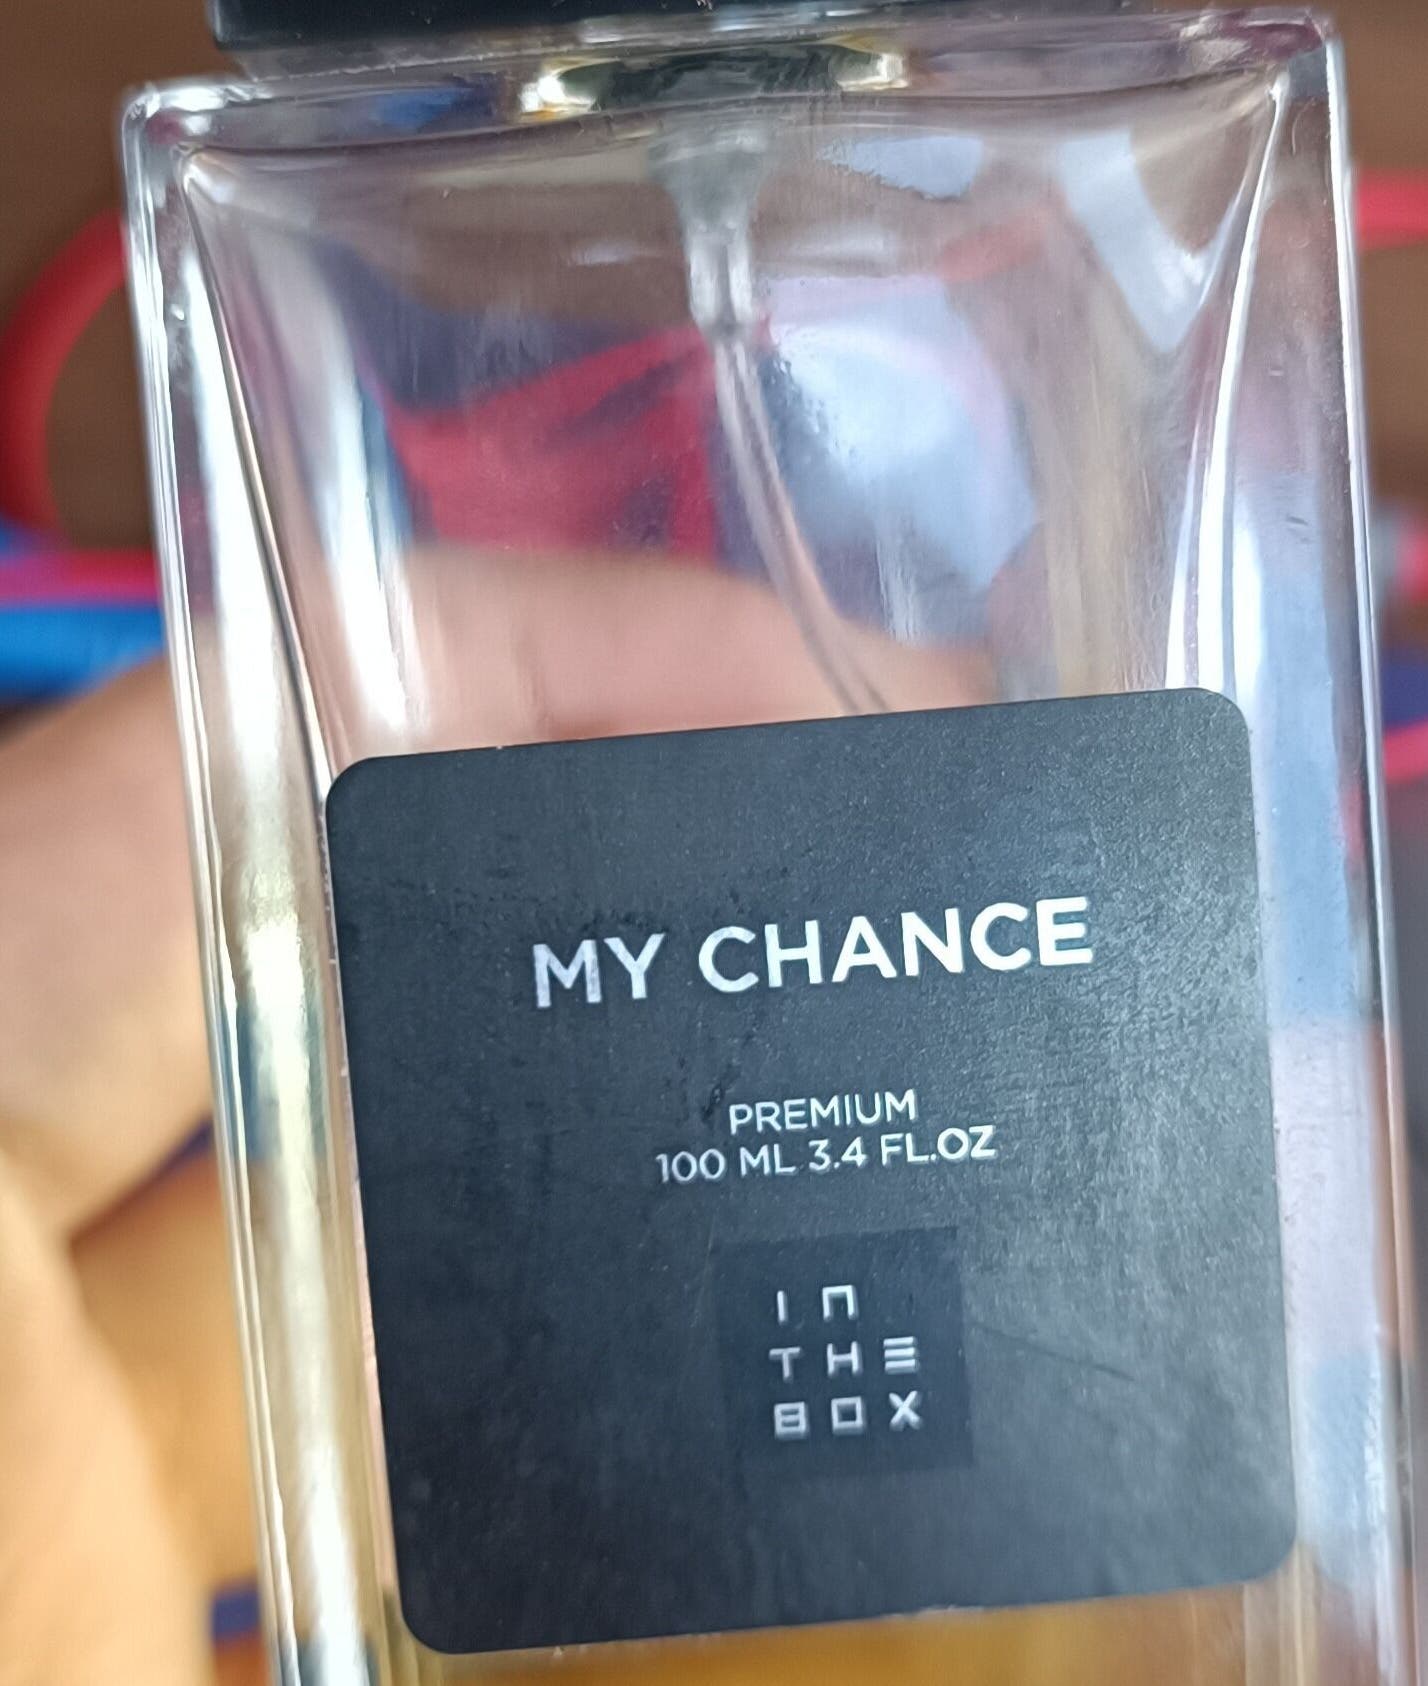 MY CHANCE
PREMIUM
100 ML 3.4 FL.OZ
IN
THE
BOX